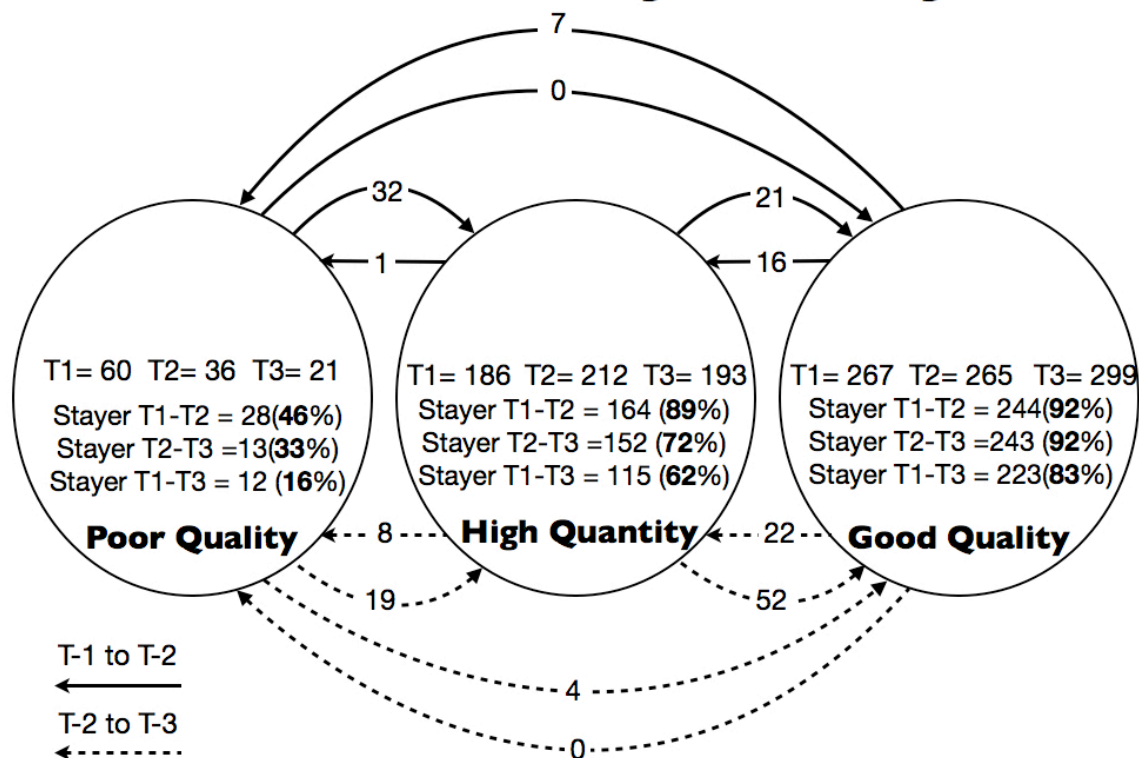 7
0
32
21
1
16
T1= 60 T2= 36 T3= 21
Stayer T1-T2 = 28(46%)
Stayer T2-T3 =13(33%)
Stayer T1-T3 = 12 (16%)
Poor Quality
T1= 186 T2= 212 T3= 193
Stayer T1-T2 = 164 (89%)
Stayer T2-T3 =152 (72%)
Stayer T1-T3 = 115 (62%)
High Quantity
T1= 267 T2= 265 T3= 299
Stayer T1-T2 = 244(92%)
Stayer T2-T3 =243 (92%)
Stayer T1-T3 = 223(83%)
Good Quality
8
22
19
52
4
0
T-1 to T-2
T-2 to T-3